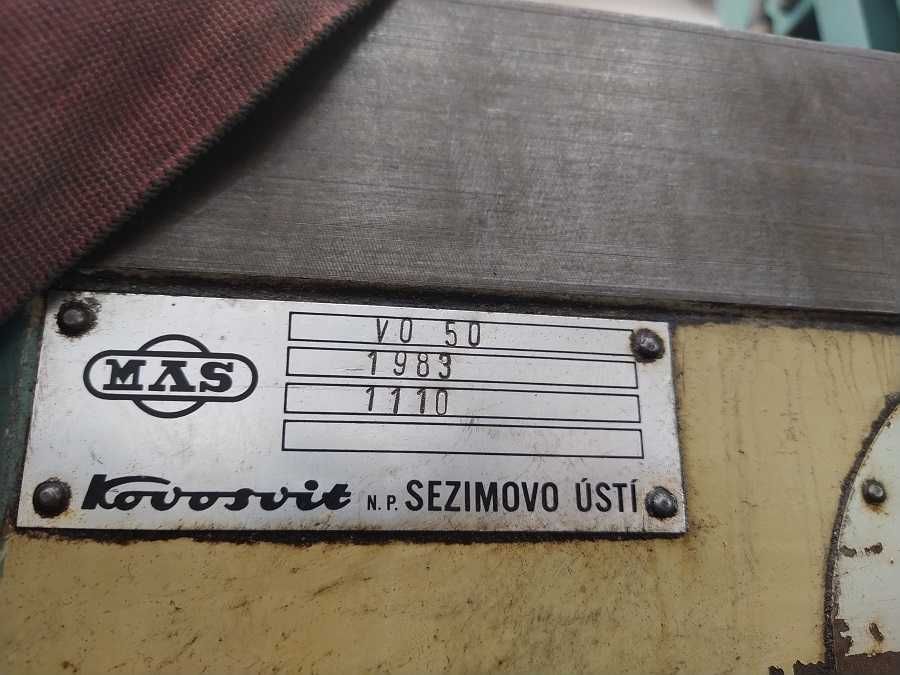 MAS
VO 50
1983
1110
Kovosvit N.P. SEZIMOVO ÚSTÍ